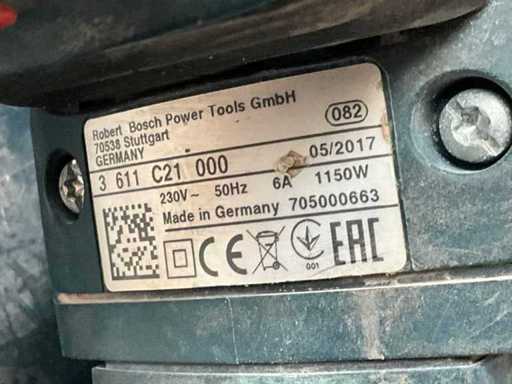 Robert Bosch Power Tools GmbH
70538 Stuttgart
GERMANY
082
3 611 C21 000
05/2017
230V~ 50Hz 6A 1150W
Made in Germany 705000663
CE
001
EAC